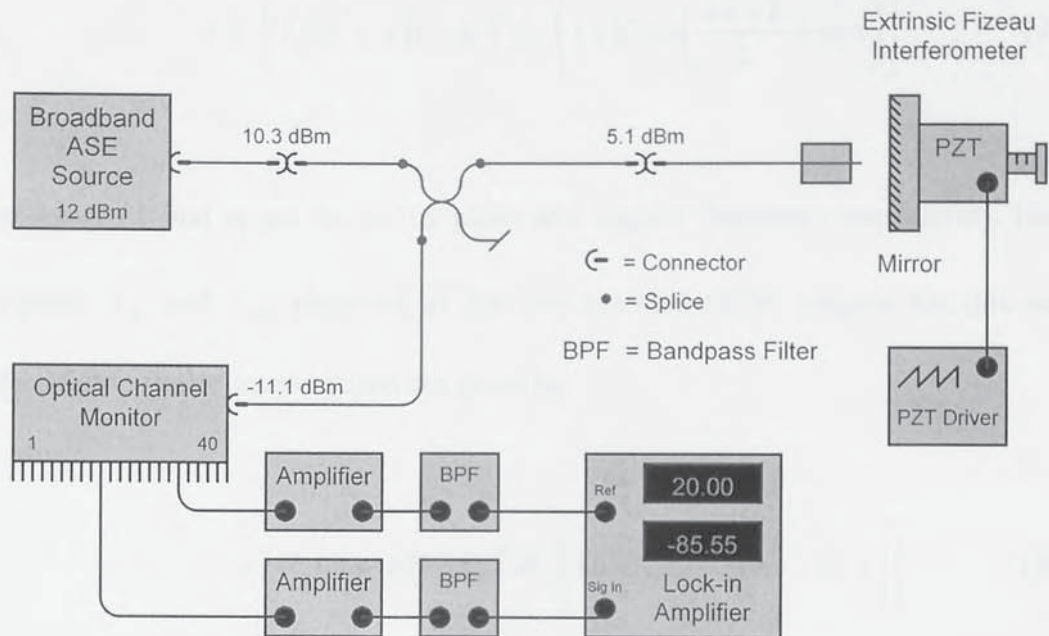 Extrinsic Fizeau
Interferometer
Broadband
ASE
Source
12 dBm
10.3 dBm
5.1 dBm
PZT
= Connector
= Splice
BPF = Bandpass Filter
Mirror
PZT Driver
Optical Channel
Monitor
1
40
-11.1 dBm
Amplifier
BPF
Ref
20.00
-85.55
Amplifier
BPF
Sig In
Lock-in
Amplifier